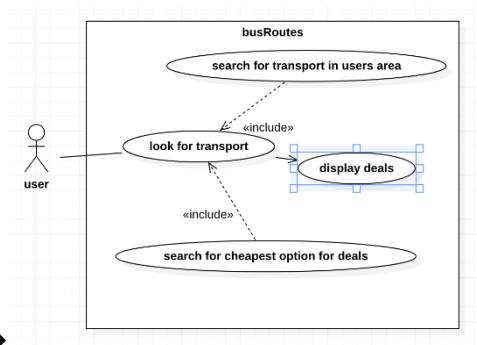 busRoutes
search for transport in users area
«include»
look for transport
display deals
user
«include»
search for cheapest option for deals